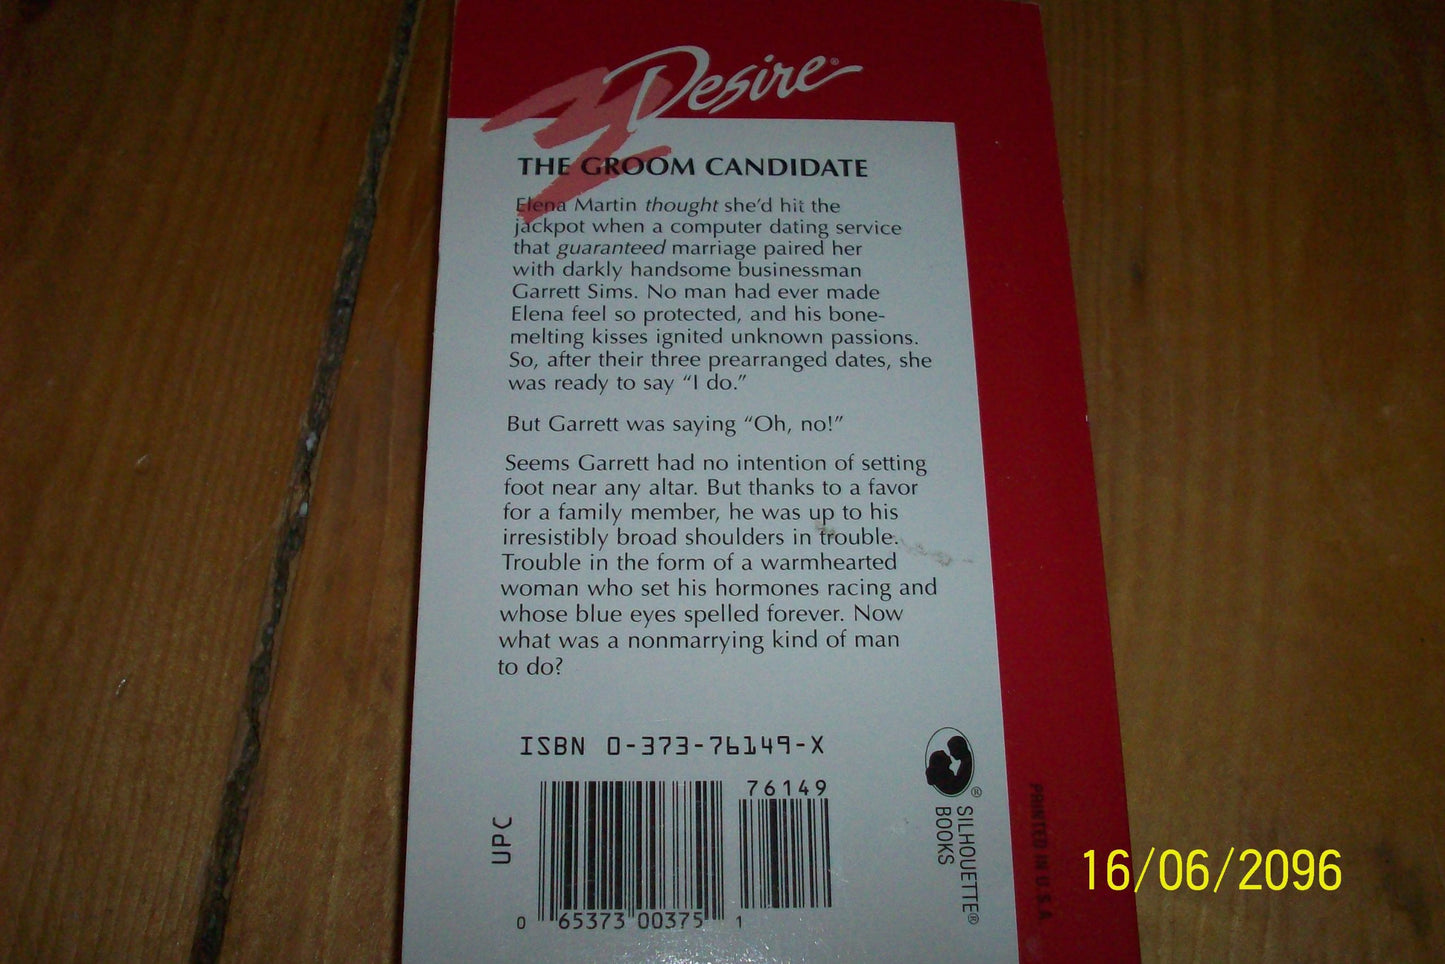 Desire®
THE GROOM CANDIDATE
Elena Martin thought she'd hit the
jackpot when a computer dating service
that guaranteed marriage paired her
with darkly handsome businessman
Garrett Sims. No man had ever made
Elena feel so protected, and his bone-
melting kisses ignited unknown passions.
So, after their three prearranged dates, she
was ready to say “I do.”
But Garrett was saying “Oh, no!”
Seems Garrett had no intention of setting
foot near any altar. But thanks to a favor
for a family member, he was up to his
irresistibly broad shoulders in trouble.
Trouble in the form of a warmhearted
woman who set his hormones racing and
whose blue eyes spelled forever. Now
what was a nonmarrying kind of man
to do?
ISBN 0-373-76149-X
76149
UPC
0 65373 00375 1
®
SILHOUETTE®
BOOKS
PRINTED IN U.S.A.
16/06/2096